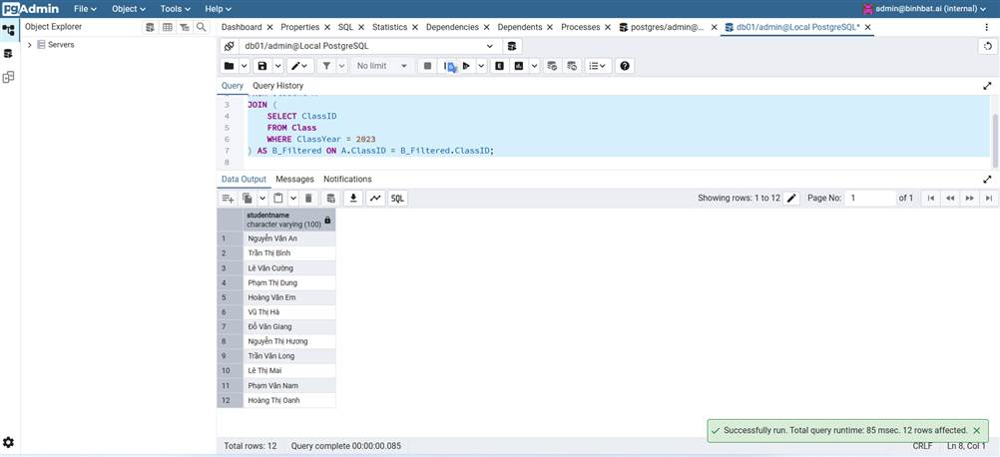 pgAdmin File Object Tools Help admin@binhbat.ai (internal)
Object Explorer
Servers
Dashboard Properties SQL Statistics Dependencies Dependents Processes postgres/admin@... db01/admin@Local PostgreSQL*
db01/admin@Local PostgreSQL
No limit
Query Query History
3 JOIN (
4 SELECT ClassID
5 FROM Class
6 WHERE ClassYear = 2023
7 ) AS B_Filtered ON A.ClassID = B_Filtered.ClassID;
8
Data Output Messages Notifications
SQL Showing rows: 1 to 12 Page No: 1 of 1
studentname
character varying (100)
1 Nguyễn Văn An
2 Trần Thị Bình
3 Lê Văn Cường
4 Phạm Thị Dung
5 Hoàng Văn Em
6 Vũ Thị Hà
7 Đỗ Văn Giang
8 Nguyễn Thị Hương
9 Trần Văn Long
10 Lê Thị Mai
11 Phạm Văn Nam
12 Hoàng Thị Oanh
Successfully run. Total query runtime: 85 msec. 12 rows affected.
Total rows: 12 Query complete 00:00:00.085 CRLF Ln 8, Col 1